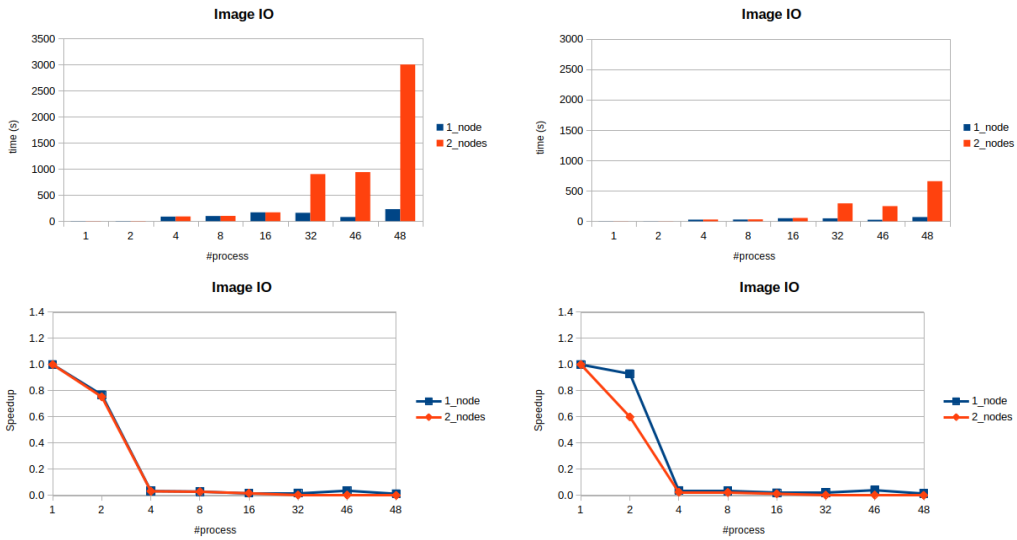 Image IO
3500
3000
2500
2000
1500
1000
500
0
time (s)
1 2 4 8 16 32 46 48
#process
1_node
2_nodes
Image IO
3000
2500
2000
1500
1000
500
0
time (s)
1 2 4 8 16 32 46 48
#process
1_node
2_nodes
Image IO
1.4
1.2
1.0
0.8
0.6
0.4
0.2
0.0
Speedup
1 2 4 8 16 32 46 48
#process
1_node
2_nodes
Image IO
1.4
1.2
1.0
0.8
0.6
0.4
0.2
0.0
Speedup
1 2 4 8 16 32 46 48
#process
1_node
2_nodes